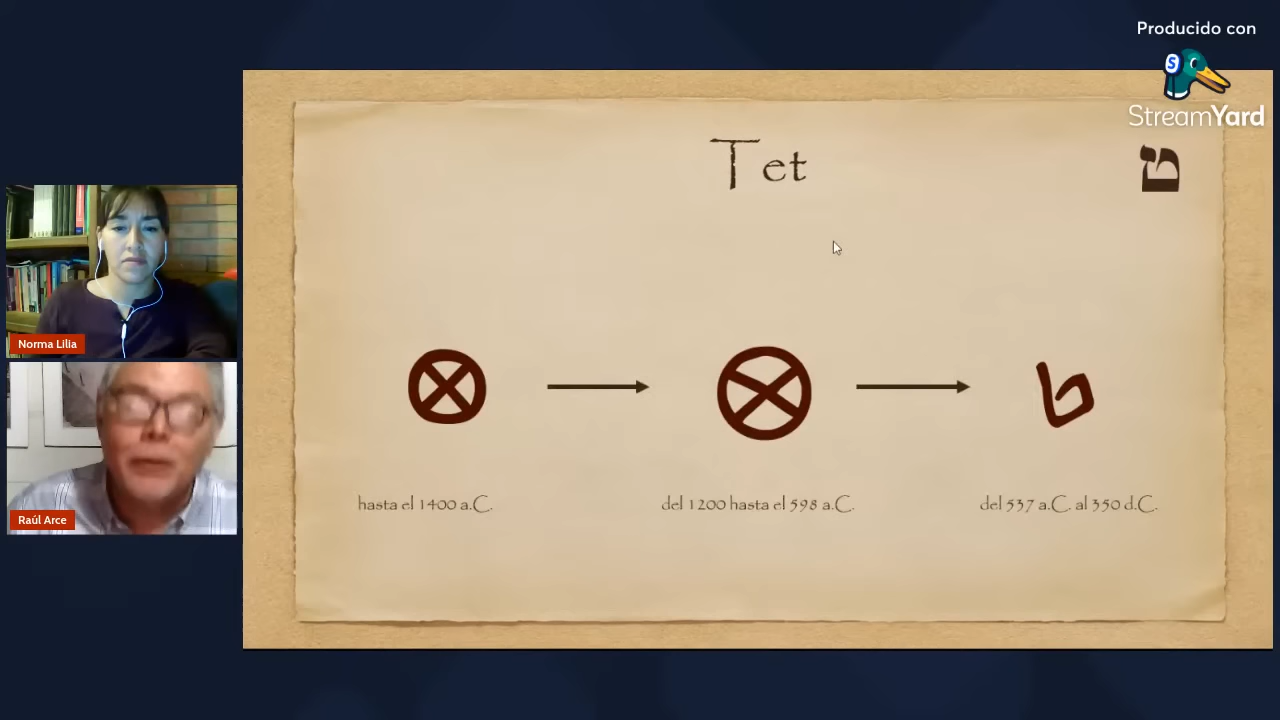 Producido con
StreamYard
Tet
ט
hasta el 1400 a.C.
del 1200 hasta el 598 a.C.
del 537 a.C. al 350 d.C.
Norma Lilia
Raúl Arce